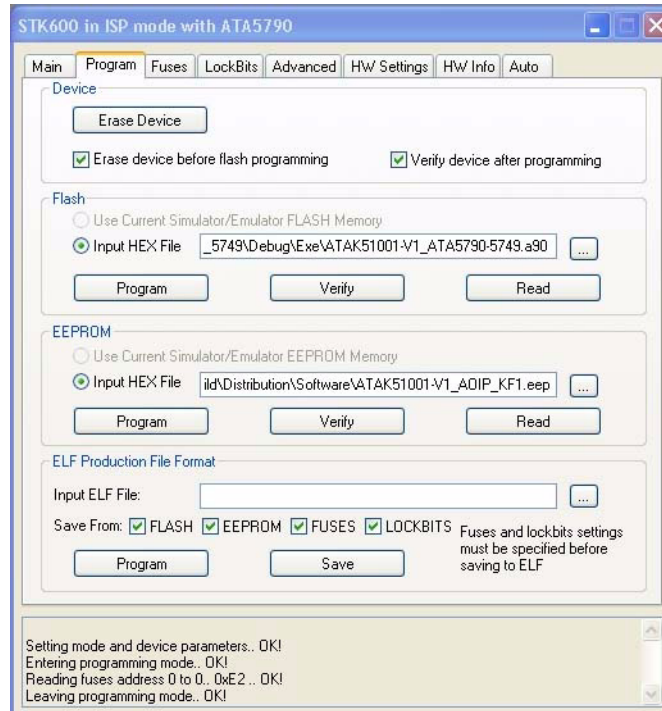 STK600 in ISP mode with ATA5790
Main Program Fuses LockBits Advanced HW Settings HW Info Auto
Device
Erase Device
Erase device before flash programming Verify device after programming
Flash
Use Current Simulator/Emulator FLASH Memory
Input HEX File _5749\Debug\Exe\ATAK51001-V1_ATA5790-5749.a90 ...
Program Verify Read
EEPROM
Use Current Simulator/Emulator EEPROM Memory
Input HEX File ild\Distribution\Software\ATAK51001-V1_AOIP_KF1.eep ...
Program Verify Read
ELF Production File Format
Input ELF File: ...
Save From: FLASH EEPROM FUSES LOCKBITS Fuses and lockbits settings
must be specified before
saving to ELF
Program Save
Setting mode and device parameters.. OK!
Entering programming mode.. OK!
Reading fuses address 0 to 0.. 0xE2 .. OK!
Leaving programming mode.. OK!